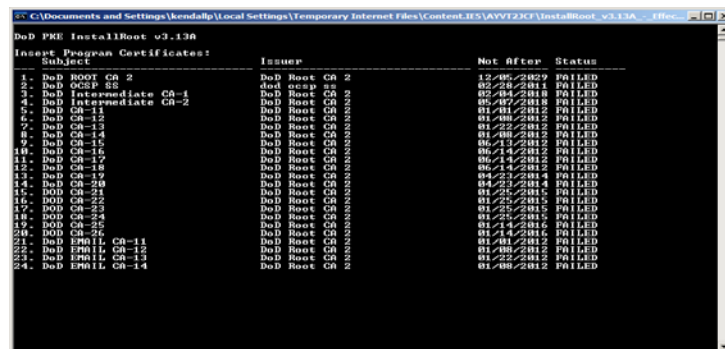 C:\Documents and Settings\kendallp\Local Settings\Temporary Internet Files\Content.IE5\AYVT2JCF\InstallRoot_v3.13A_-_Effec...
DoD PKE InstallRoot v3.13A
Insert Program Certificates:
Subject Issuer Not After Status
1. DoD ROOT CA 2 DoD Root CA 2 12/05/2029 FAILED
2. DoD OCSP SS dod ocsp ss 02/28/2011 FAILED
3. DoD Intermediate CA-1 DoD Root CA 2 02/04/2018 FAILED
4. DoD Intermediate CA-2 DoD Root CA 2 05/07/2018 FAILED
5. DoD CA-11 DoD Root CA 2 01/01/2012 FAILED
6. DoD CA-12 DoD Root CA 2 01/08/2012 FAILED
7. DoD CA-13 DoD Root CA 2 01/22/2012 FAILED
8. DoD CA-14 DoD Root CA 2 01/08/2012 FAILED
9. DoD CA-15 DoD Root CA 2 06/13/2012 FAILED
10. DoD CA-16 DoD Root CA 2 06/14/2012 FAILED
11. DoD CA-17 DoD Root CA 2 06/14/2012 FAILED
12. DoD CA-18 DoD Root CA 2 06/14/2012 FAILED
13. DoD CA-19 DoD Root CA 2 04/23/2014 FAILED
14. DoD CA-20 DoD Root CA 2 04/23/2014 FAILED
15. DOD CA-21 DoD Root CA 2 01/25/2015 FAILED
16. DOD CA-22 DoD Root CA 2 01/25/2015 FAILED
17. DOD CA-23 DoD Root CA 2 01/25/2015 FAILED
18. DOD CA-24 DoD Root CA 2 01/25/2015 FAILED
19. DOD CA-25 DoD Root CA 2 01/14/2016 FAILED
20. DOD CA-26 DoD Root CA 2 01/14/2016 FAILED
21. DoD EMAIL CA-11 DoD Root CA 2 01/01/2012 FAILED
22. DoD EMAIL CA-12 DoD Root CA 2 01/08/2012 FAILED
23. DoD EMAIL CA-13 DoD Root CA 2 01/22/2012 FAILED
24. DoD EMAIL CA-14 DoD Root CA 2 01/08/2012 FAILED